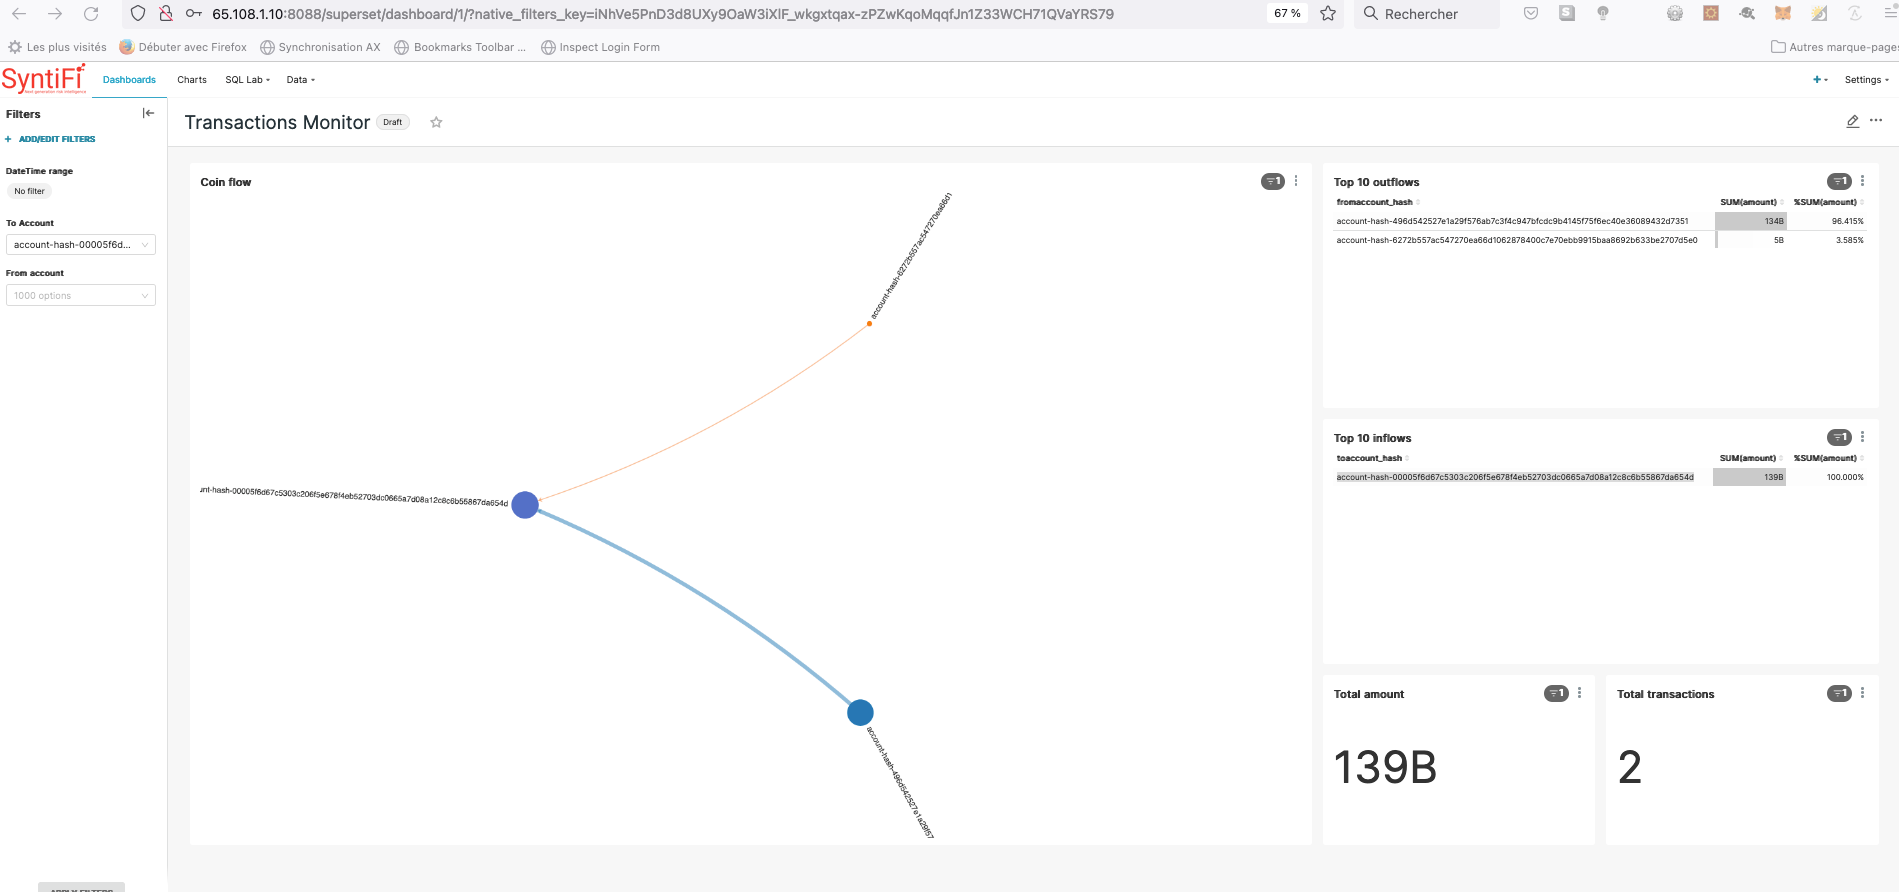 65.108.1.10:8088/superset/dashboard/1/?native_filters_key=iNhVe5PnD3d8UXy9OaW3iXlF_wkgxtqax-zPZwKqoMqqfJn1Z33WCH71QVaYRS79
67 %
Rechercher
Les plus visités
Débuter avec Firefox
Synchronisation AX
Bookmarks Toolbar ...
Inspect Login Form
Autres marque-pages
SyntiFi
Dashboards
Charts
SQL Lab
Data
Settings
Filters
+ ADD/EDIT FILTERS
DateTime range
No filter
To Account
account-hash-00005f6d...
From account
1000 options
APPLY FILTERS
Transactions Monitor
Draft
Coin flow
1
account-hash-6272b557ac547270ea66d1
unt-hash-00005f6d67c5303c206f5e678f4eb52703dc0665a7d08a12c8c6b55867da654d
account-hash-496d542527e1a29f57
Top 10 outflows
1
fromaccount_hash
SUM(amount)
%SUM(amount)
account-hash-496d542527e1a29f576ab7c3f4c947bfcdc9b4145f75f6ec40e36089432d7351
134B
96.415%
account-hash-6272b557ac547270ea66d1062878400c7e70ebb9915baa8692b633be2707d5e0
5B
3.585%
Top 10 inflows
1
toaccount_hash
SUM(amount)
%SUM(amount)
account-hash-00005f6d67c5303c206f5e678f4eb52703dc0665a7d08a12c8c6b55867da654d
139B
100.000%
Total amount
1
139B
Total transactions
1
2